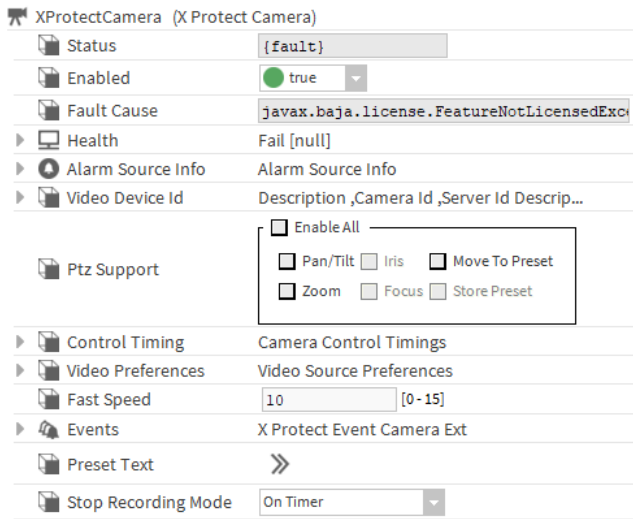 XProtectCamera (X Protect Camera)
Status {fault}
Enabled true
Fault Cause javax.baja.license.FeatureNotLicensedExce
Health Fail [null]
Alarm Source Info Alarm Source Info
Video Device Id Description ,Camera Id ,Server Id Descrip...
Enable All
Ptz Support
Pan/Tilt Iris Move To Preset
Zoom Focus Store Preset
Control Timing Camera Control Timings
Video Preferences Video Source Preferences
Fast Speed 10 [0-15]
Events X Protect Event Camera Ext
Preset Text
Stop Recording Mode On Timer